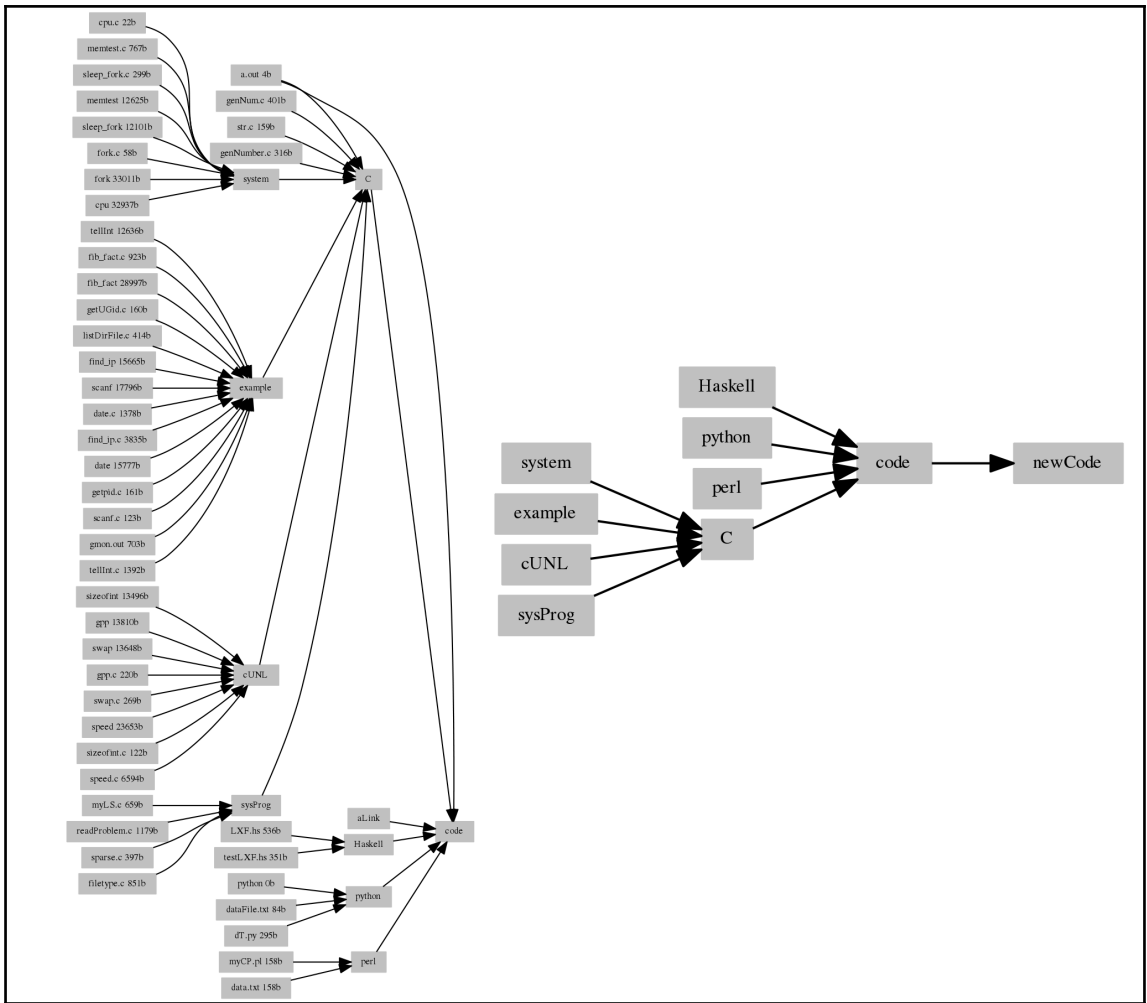 cpu.c 22b
memtest.c 767b
sleep_fork.c 299b
memtest 12625b
sleep_fork 12101b
fork.c 58b
fork 33011b
cpu 32937b
tellInt 12636b
fib_fact.c 923b
fib_fact 28997b
getUGid.c 160b
listDirFile.c 414b
find_ip 15665b
scanf 17796b
date.c 1378b
find_ip.c 3835b
date 15777b
getpid.c 161b
scanf.c 123b
gmon.out 703b
tellInt.c 1392b
sizeofint 13496b
gpp 13810b
swap 13648b
gpp.c 220b
swap.c 269b
speed 23653b
sizeofint.c 122b
speed.c 6594b
myLS.c 659b
readProblem.c 1179b
sparse.c 397b
filetype.c 851b
a.out 4b
genNum.c 401b
str.c 159b
genNumber.c 316b
system
example
cUNL
sysProg
LXF.hs 536b
testLXF.hs 351b
python 0b
dataFile.txt 84b
dT.py 295b
myCP.pl 158b
data.txt 158b
C
aLink
Haskell
python
perl
code
system
example
cUNL
sysProg
Haskell
python
perl
C
code
newCode